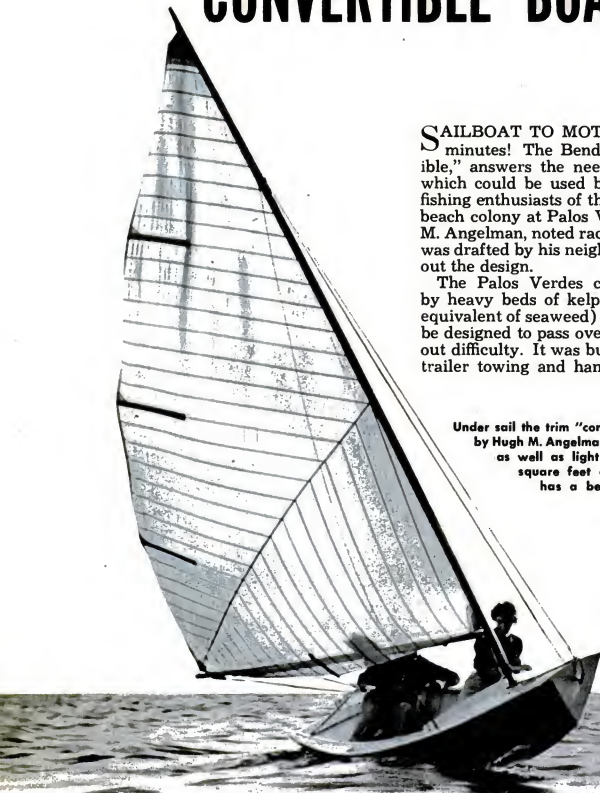 CONVERTIBLE BOA
SAILBOAT TO MOT
minutes! The Bend
ible," answers the nee
which could be used b
fishing enthusiasts of th
beach colony at Palos V
M. Angelman, noted rac
was drafted by his neigh
out the design.
The Palos Verdes c
by heavy beds of kelp
equivalent of seaweed)
be designed to pass ove
out difficulty. It was bu
trailer towing and han
Under sail the trim "con
by Hugh M. Angelma
as well as light
square feet
has a be